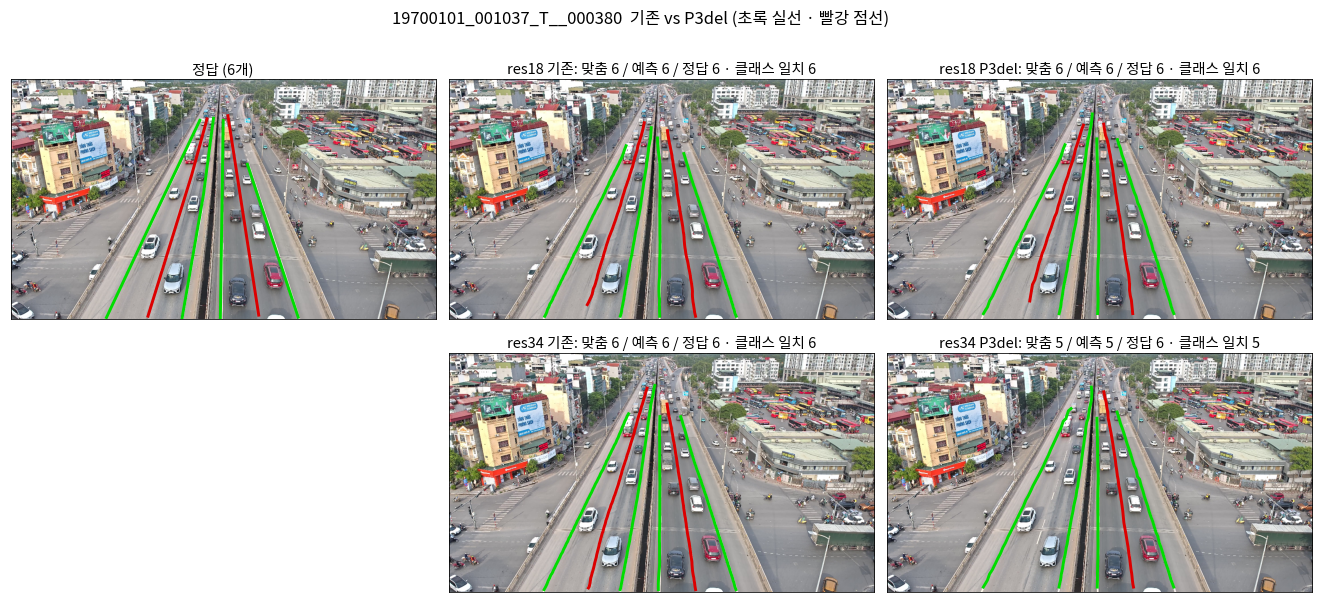 19700101_001037_T__000380 기존 vs P3del (초록 실선 · 빨강 점선)
정답 (6개)
res18 기존: 맞춤 6 / 예측 6 / 정답 6 · 클래스 일치 6
res18 P3del: 맞춤 6 / 예측 6 / 정답 6 · 클래스 일치 6
res34 기존: 맞춤 6 / 예측 6 / 정답 6 · 클래스 일치 6
res34 P3del: 맞춤 5 / 예측 5 / 정답 6 · 클래스 일치 5